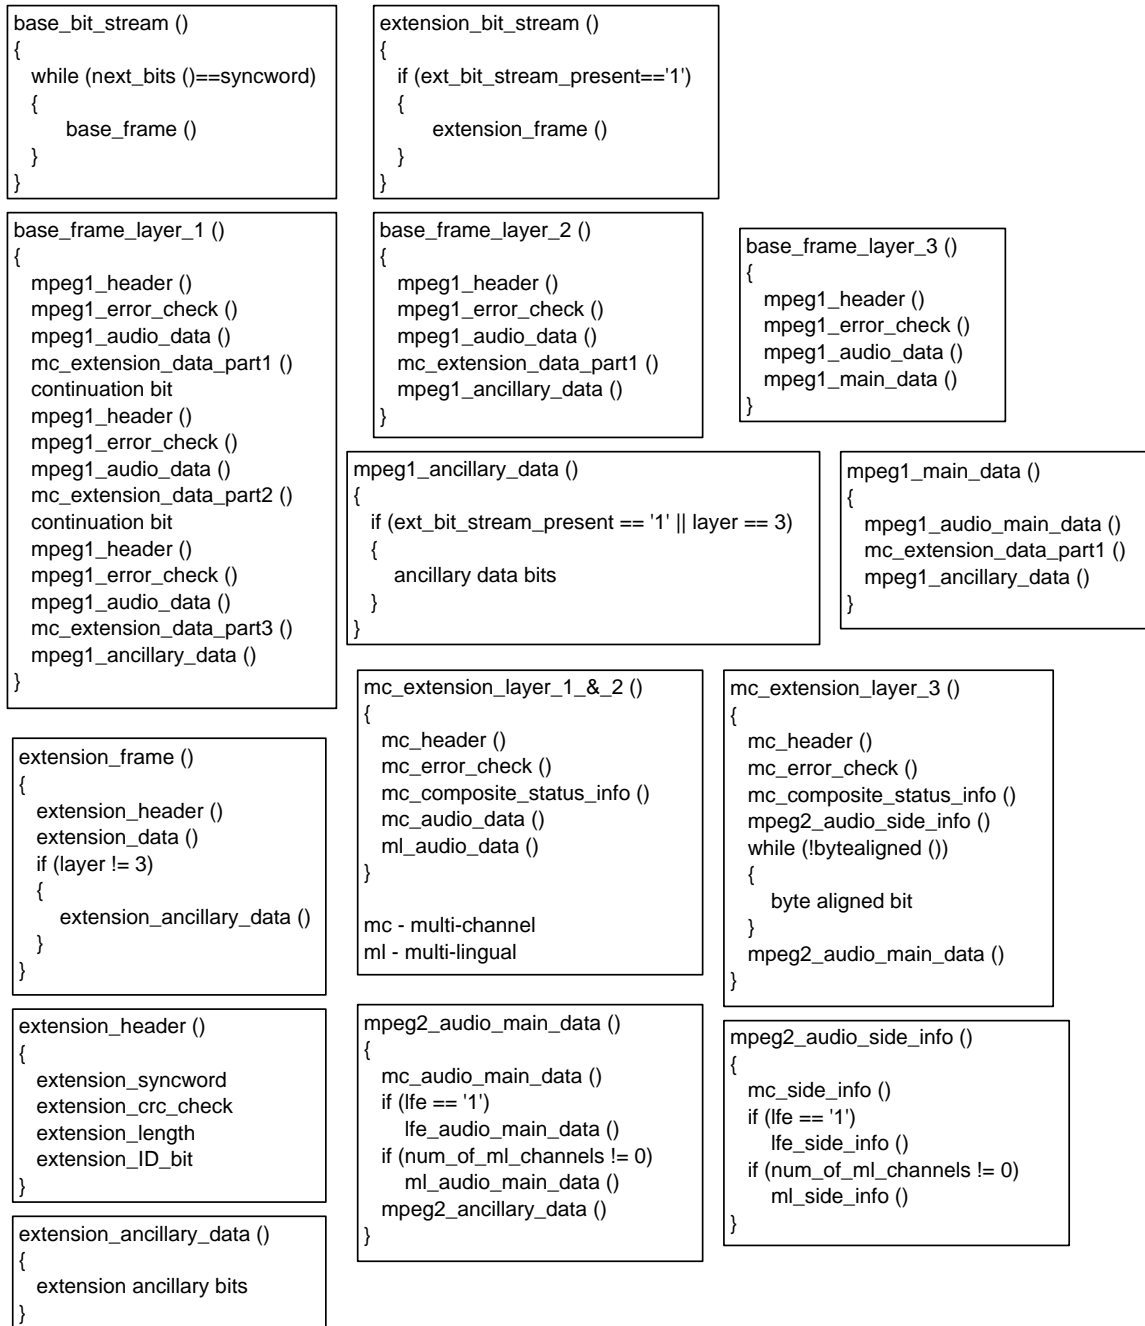 base_bit_stream ()
{
while (next_bits ()==syncword)
{
base_frame ()
}
}
extension_bit_stream ()
{
if (ext_bit_stream_present=='1')
{
extension_frame ()
}
}
base_frame_layer_1 ()
{
mpeg1_header ()
mpeg1_error_check ()
mpeg1_audio_data ()
mc_extension_data_part1 ()
continuation bit
mpeg1_header ()
mpeg1_error_check ()
mpeg1_audio_data ()
mc_extension_data_part2 ()
continuation bit
mpeg1_header ()
mpeg1_error_check ()
mpeg1_audio_data ()
mc_extension_data_part3 ()
mpeg1_ancillary_data ()
}
base_frame_layer_2 ()
{
mpeg1_header ()
mpeg1_error_check ()
mpeg1_audio_data ()
mc_extension_data_part1 ()
mpeg1_ancillary_data ()
}
base_frame_layer_3 ()
{
mpeg1_header ()
mpeg1_error_check ()
mpeg1_audio_data ()
mpeg1_main_data ()
}
mpeg1_ancillary_data ()
{
if (ext_bit_stream_present == '1' || layer == 3)
{
ancillary data bits
}
}
mpeg1_main_data ()
{
mpeg1_audio_main_data ()
mc_extension_data_part1 ()
mpeg1_ancillary_data ()
}
extension_frame ()
{
extension_header ()
extension_data ()
if (layer != 3)
{
extension_ancillary_data ()
}
}
mc_extension_layer_1_&_2 ()
{
mc_header ()
mc_error_check ()
mc_composite_status_info ()
mc_audio_data ()
ml_audio_data ()
}
mc - multi-channel
ml - multi-lingual
mc_extension_layer_3 ()
{
mc_header ()
mc_error_check ()
mc_composite_status_info ()
mpeg2_audio_side_info ()
while (!bytealigned ())
{
byte aligned bit
}
mpeg2_audio_main_data ()
}
extension_header ()
{
extension_syncword
extension_crc_check
extension_length
extension_ID_bit
}
mpeg2_audio_main_data ()
{
mc_audio_main_data ()
if (lfe == '1')
lfe_audio_main_data ()
if (num_of_ml_channels != 0)
ml_audio_main_data ()
mpeg2_ancillary_data ()
}
mpeg2_audio_side_info ()
{
mc_side_info ()
if (lfe == '1')
lfe_side_info ()
if (num_of_ml_channels != 0)
ml_side_info ()
}
extension_ancillary_data ()
{
extension ancillary bits
}